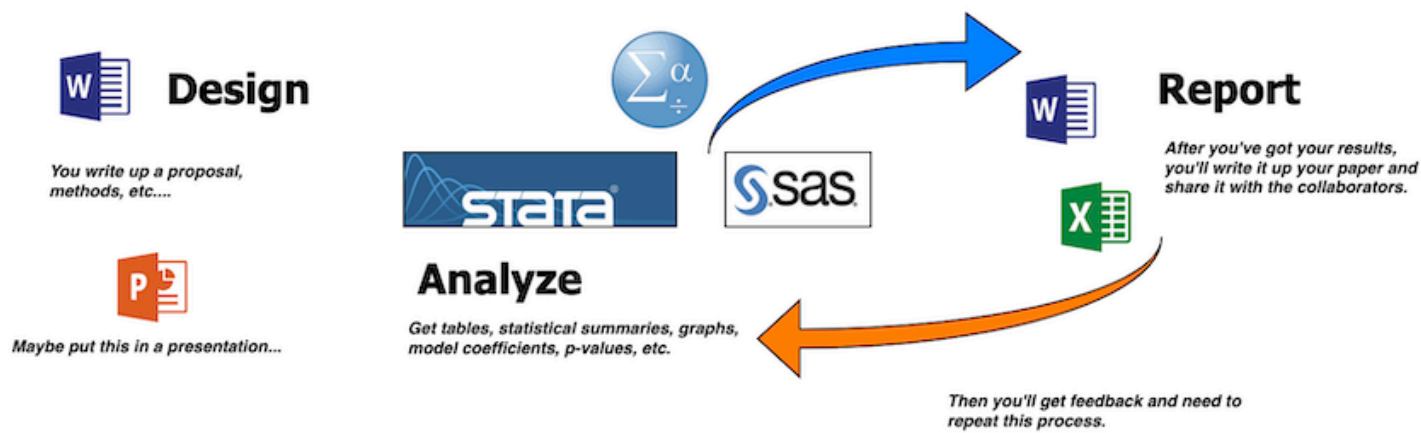 W
Design
You write up a proposal,
methods, etc....
P
Maybe put this in a presentation...
Σ α ÷
STATA®
sas
Analyze
Get tables, statistical summaries, graphs,
model coefficients, p-values, etc.
W
Report
After you've got your results,
you'll write it up your paper and
share it with the collaborators.
X
Then you'll get feedback and need to
repeat this process.